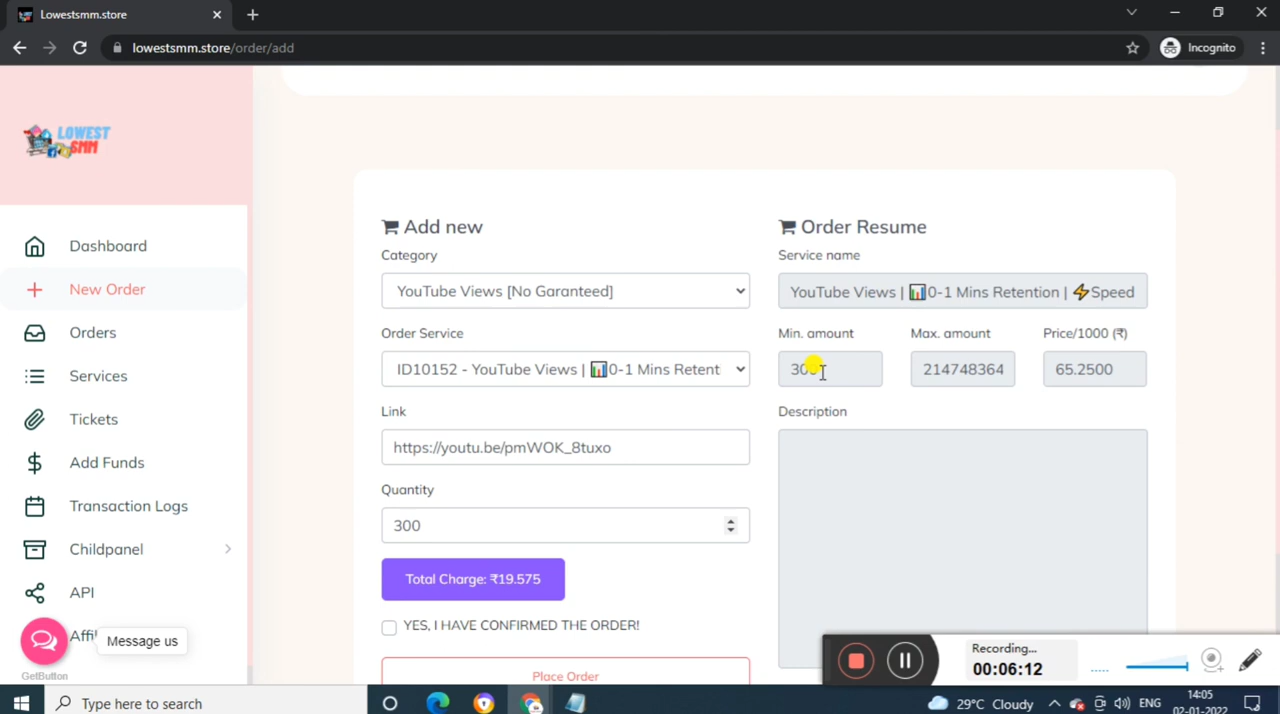 Lowestsmm.store
lowestsmm.store/order/add
Incognito
LOWEST
SMM
Dashboard
New Order
Orders
Services
Tickets
Add Funds
Transaction Logs
Childpanel
API
Message us
GetButton
Add new
Category
YouTube Views [No Garanteed]
Order Service
ID10152 - YouTube Views | 📊0-1 Mins Retent
Link
https://youtu.be/pmWOK_8tuxo
Quantity
300
Total Charge: ₹19.575
YES, I HAVE CONFIRMED THE ORDER!
Place Order
Order Resume
Service name
YouTube Views | 📊0-1 Mins Retention | ⚡Speed
Min. amount
Max. amount
Price/1000 (₹)
300
214748364
65.2500
Description
Recording...
00:06:12
Type here to search
29°C Cloudy
ENG
14:05
02-01-2022